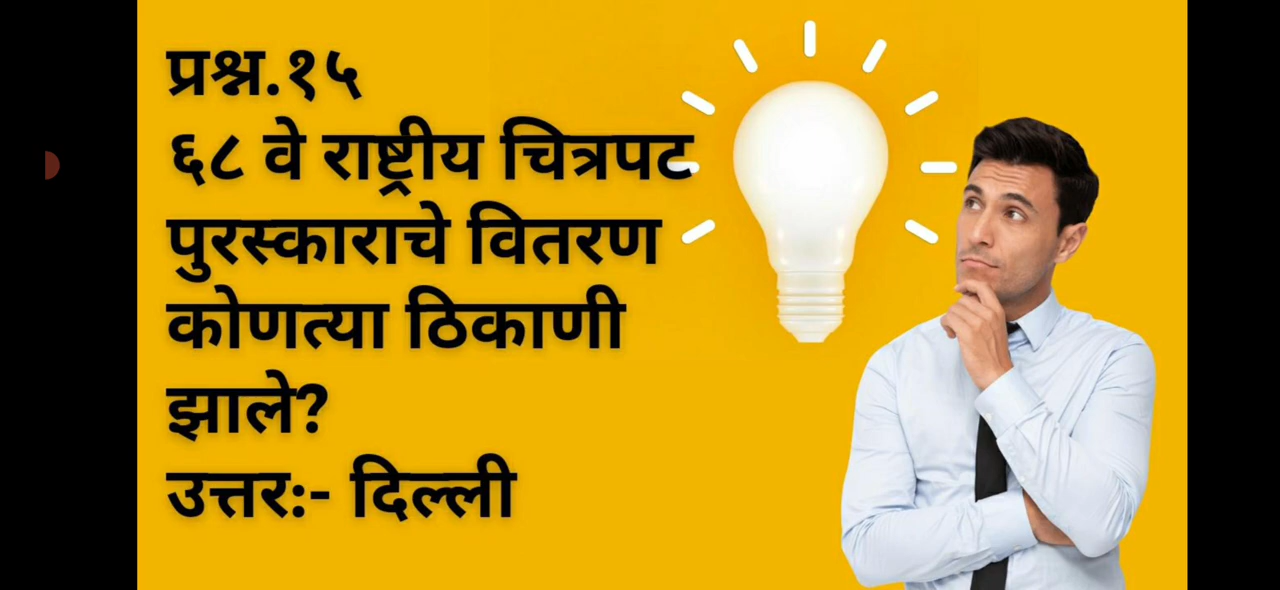 प्रश्न.१५
६८ वे राष्ट्रीय चित्रपट
पुरस्काराचे वितरण
कोणत्या ठिकाणी
झाले?
उत्तर:- दिल्ली